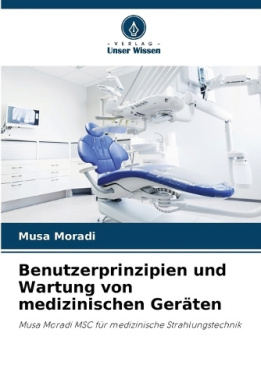 - VERLAG -
Unser Wissen
Musa Moradi
Benutzerprinzipien und
Wartung von
medizinischen Geräten
Musa Moradi MSC für medizinische Strahlungstechnik